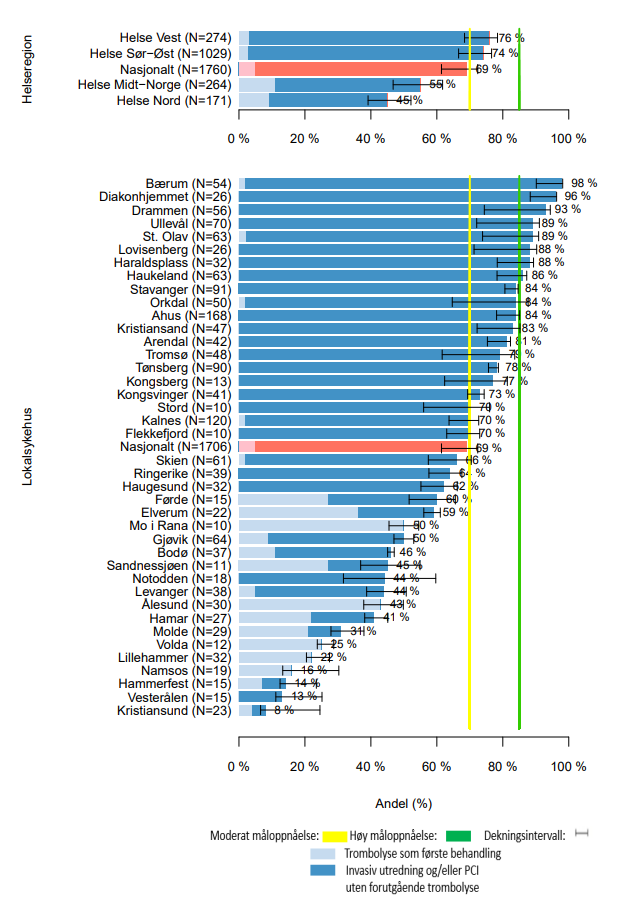 Helseregion
Helse Vest (N=274) 76 %
Helse Sør−Øst (N=1029) 74 %
Nasjonalt (N=1760) 69 %
Helse Midt−Norge (N=264) 55 %
Helse Nord (N=171) 45 %
0 % 20 % 40 % 60 % 80 % 100 %
Lokalsykehus
Bærum (N=54) 98 %
Diakonhjemmet (N=26) 96 %
Drammen (N=56) 93 %
Ullevål (N=70) 89 %
St. Olav (N=63) 89 %
Lovisenberg (N=26) 88 %
Haraldsplass (N=32) 88 %
Haukeland (N=63) 86 %
Stavanger (N=91) 84 %
Orkdal (N=50) 84 %
Ahus (N=168) 84 %
Kristiansand (N=47) 83 %
Arendal (N=42) 81 %
Tromsø (N=48) 79 %
Tønsberg (N=90) 78 %
Kongsberg (N=13) 77 %
Kongsvinger (N=41) 73 %
Stord (N=10) 70 %
Kalnes (N=120) 70 %
Flekkefjord (N=10) 70 %
Nasjonalt (N=1706) 69 %
Skien (N=61) 66 %
Ringerike (N=39) 64 %
Haugesund (N=32) 62 %
Førde (N=15) 60 %
Elverum (N=22) 59 %
Mo i Rana (N=10) 50 %
Gjøvik (N=64) 50 %
Bodø (N=37) 46 %
Sandnessjøen (N=11) 45 %
Notodden (N=18) 44 %
Levanger (N=38) 44 %
Ålesund (N=30) 43 %
Hamar (N=27) 41 %
Molde (N=29) 31 %
Volda (N=12) 25 %
Lillehammer (N=32) 22 %
Namsos (N=19) 16 %
Hammerfest (N=15) 14 %
Vesterålen (N=15) 13 %
Kristiansund (N=23) 8 %
0 % 20 % 40 % 60 % 80 % 100 %
Andel (%)
Moderat måloppnåelse: Høy måloppnåelse: Dekningsintervall:
Trombolyse som første behandling
Invasiv utredning og/eller PCI
uten forutgående trombolyse